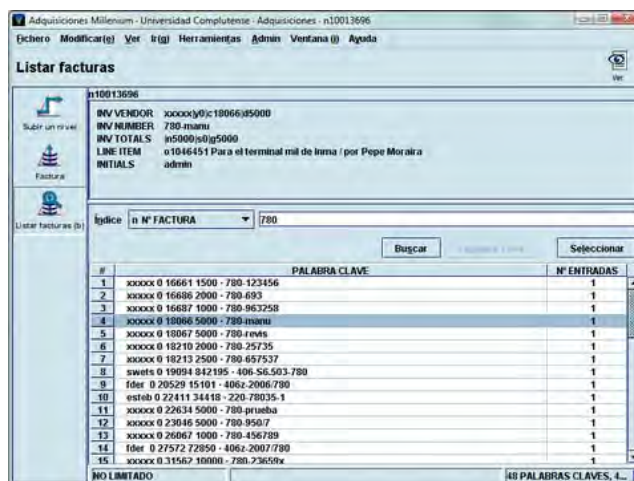 Adquisiciones Millenium - Universidad Complutense - Adquisiciones - n10013696
Fichero Modificar(e) Ver Ir(g) Herramientas Admin Ventana (i) Ayuda
Listar facturas
Ver
n10013696
Subir un nivel
Factura
Listar facturas (b)
INV VENDOR xxxxx|y0|c18066|d5000
INV NUMBER 780-manu
INV TOTALS |n5000|s0|g5000
LINE ITEM o1046451 Para el terminal mil de Inma / por Pepe Moraira
INITIALS admin
Índice n Nº FACTURA 780
Buscar Seleccionar
# PALABRA CLAVE Nº ENTRADAS
1 xxxxx 0 16661 1500 - 780-123456 1
2 xxxxx 0 16686 2000 - 780-693 1
3 xxxxx 0 16687 1000 - 780-963258 1
4 xxxxx 0 18066 5000 - 780-manu 1
5 xxxxx 0 18067 5000 - 780-revis 1
6 xxxxx 0 18210 2000 - 780-25735 1
7 xxxxx 0 18213 2500 - 780-657537 1
8 swets 0 19094 842195 - 406-S6.503-780 1
9 fder 0 20529 15101 - 406z-2006/780 1
10 esteb 0 22411 34418 - 220-78035-1 1
11 xxxxx 0 22634 5000 - 780-prueba 1
12 xxxxx 0 23046 5000 - 780-950/7 1
13 xxxxx 0 26067 1000 - 780-456789 1
14 fder 0 27572 72850 - 406z-2007/780 1
15 xxxxx 0 31562 10000 - 780-23659x 1
NO LIMITADO 48 PALABRAS CLAVES, 4...